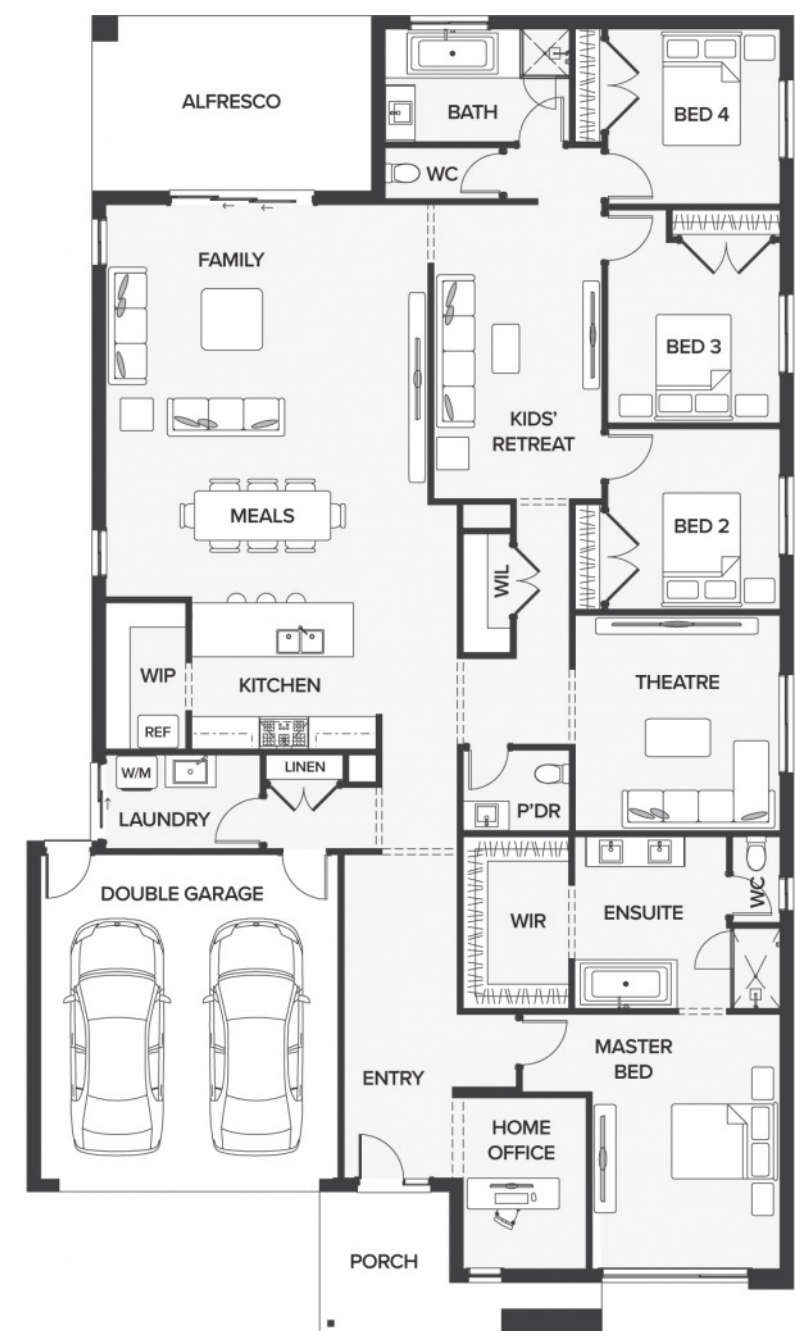 ALFRESCO
BATH
BED 4
WC
FAMILY
BED 3
KIDS'
RETREAT
MEALS
BED 2
WIL
WIP
KITCHEN
THEATRE
REF
W/M
LINEN
LAUNDRY
P'DR
DOUBLE GARAGE
WIR
ENSUITE
WC
MASTER
BED
ENTRY
HOME
OFFICE
PORCH